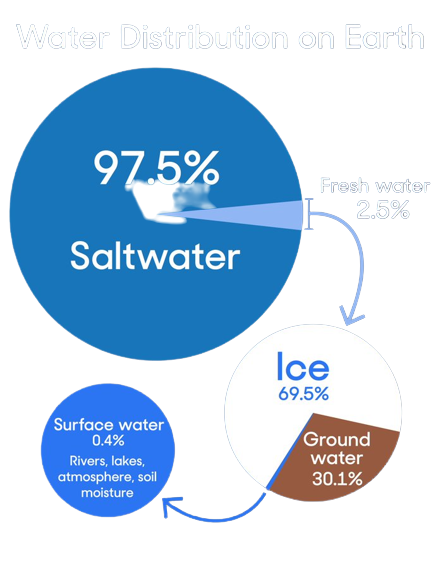 Water Distribution on Earth
97.5%
Saltwater
Fresh water
2.5%
Ice
69.5%
Ground
water
30.1%
Surface water
0.4%
Rivers, lakes,
atmosphere, soil
moisture